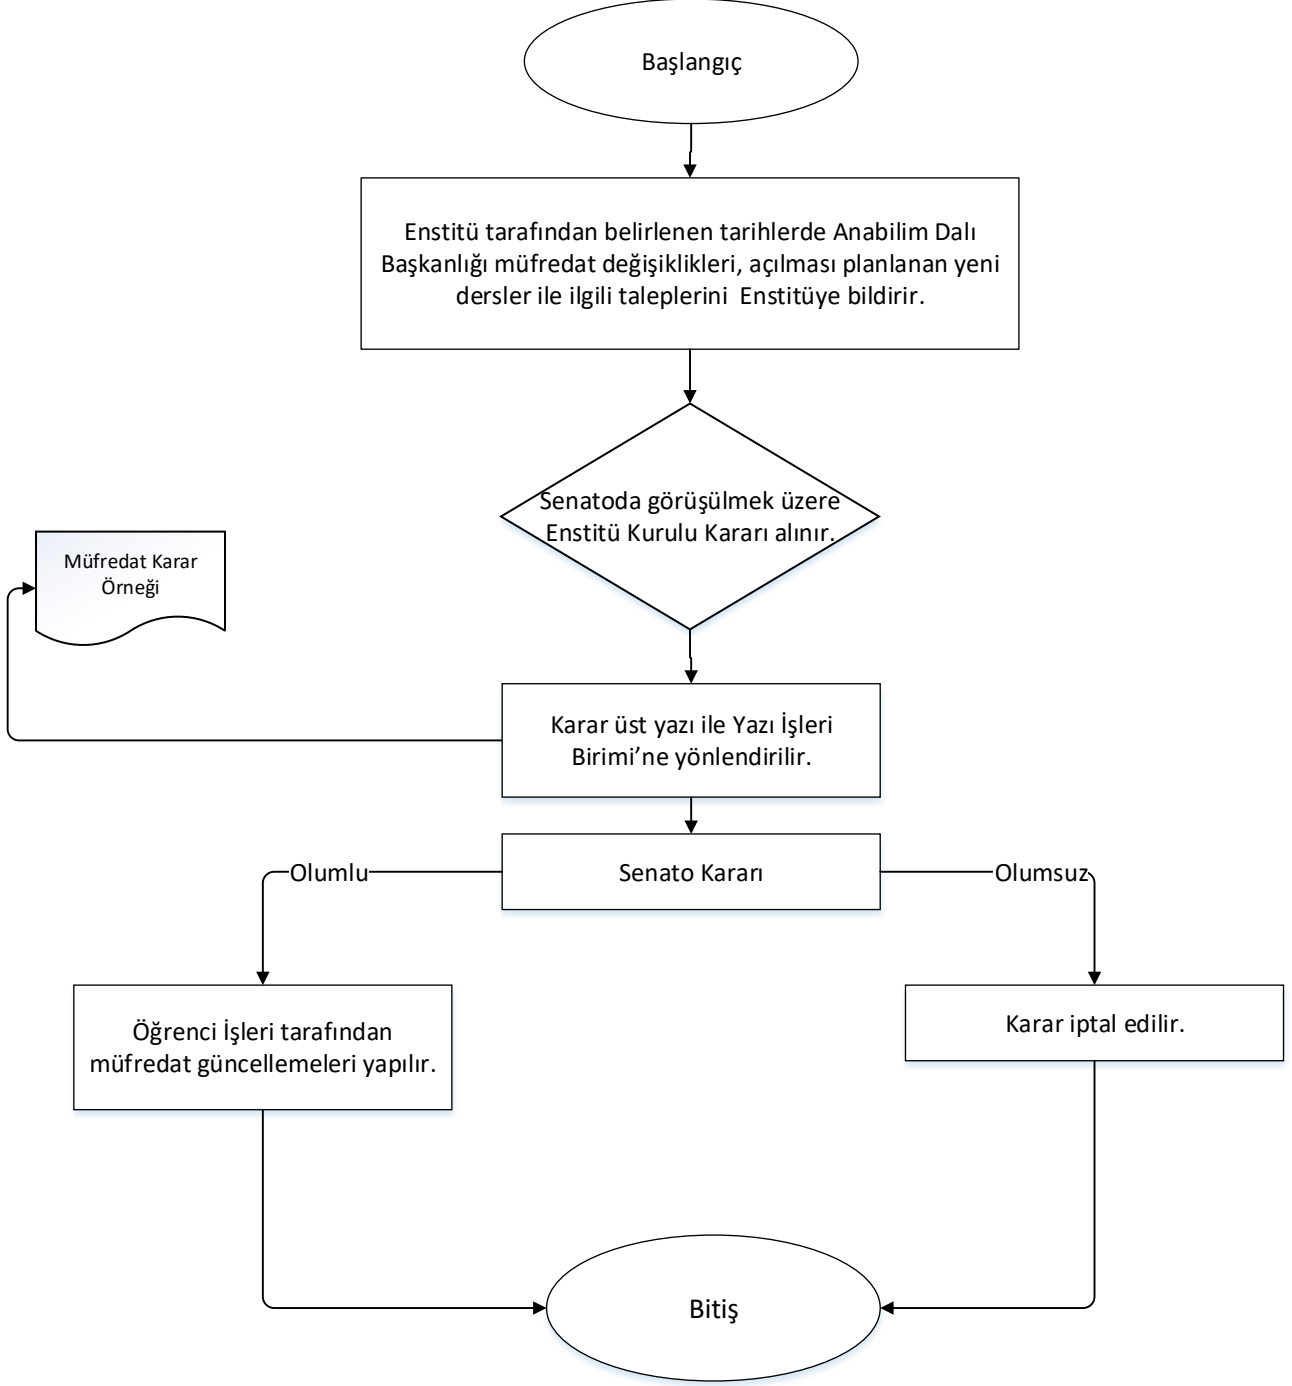 Başlangıç
Enstitü tarafından belirlenen tarihlerde Anabilim Dalı
Başkanlığı müfredat değişiklikleri, açılması planlanan yeni
dersler ile ilgili taleplerini  Enstitüye bildirir.
Senatoda görüşülmek üzere
Enstitü Kurulu Kararı alınır.
Müfredat Karar
Örneği
Karar üst yazı ile Yazı İşleri
Birimi’ne yönlendirilir.
Olumlu
Senato Kararı
Olumsuz
Öğrenci İşleri tarafından
müfredat güncellemeleri yapılır.
Karar iptal edilir.
Bitiş